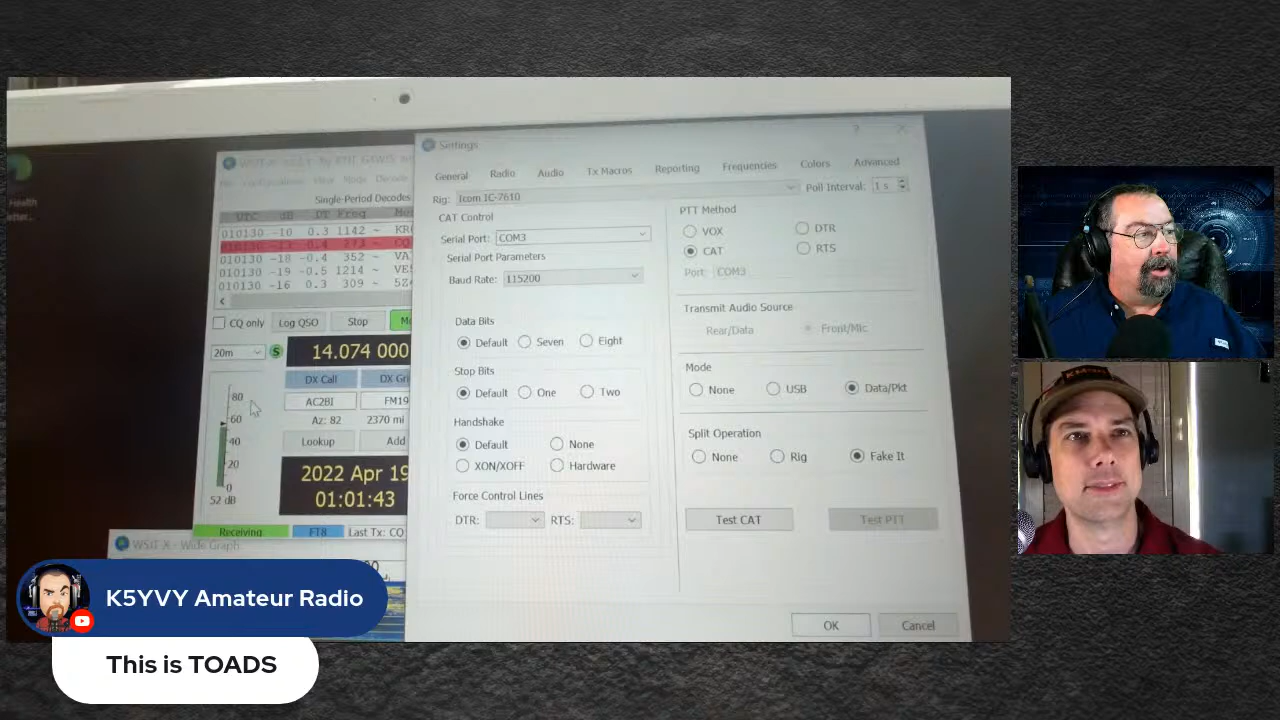 Health
Settings
Single-Period Decodes
General Radio Audio Tx Macros Reporting Frequencies Colors Advanced
Rig: Icom IC-7610 Poll Interval: 1 s
UTC dB DT Freq
010130 -10 0.3 1142 ~
CAT Control
PTT Method
VOX DTR
CAT RTS
Port: COM3
Serial Port: COM3
Serial Port Parameters
Baud Rate: 115200
010130 -18 -0.4 352 ~
010130 -19 -0.5 1214 ~
010130 -16 0.3 309 ~
CQ only Log QSO Stop
Transmit Audio Source
Rear/Data Front/Mic
Data Bits
Default Seven Eight
20m S 14.074 000
DX Call DX Gr
AC2BI FM19
Az: 82 2370 mi
Lookup Add
Stop Bits
Default One Two
Mode
None USB Data/Pkt
80
60
40
20
0
52 dB
Handshake
Default None
XON/XOFF Hardware
Split Operation
None Rig Fake It
2022 Apr 19
01:01:43
Force Control Lines
DTR: RTS:
Test CAT Test PTT
Receiving FT8 Last Tx: CQ
WSJT-X - Wide Graph
OK Cancel
K5YVY Amateur Radio
This is TOADS